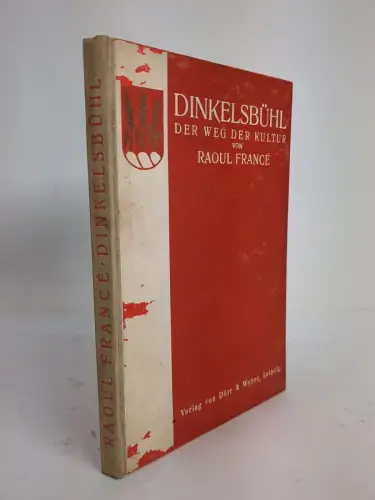 DINKELSBÜHL
DER WEG DER KULTUR
VON
RAOUL FRANCÉ
Verlag von Dürr & Weber, Leipzig
RAOUL FRANCÉ · DINKELSBÜHL